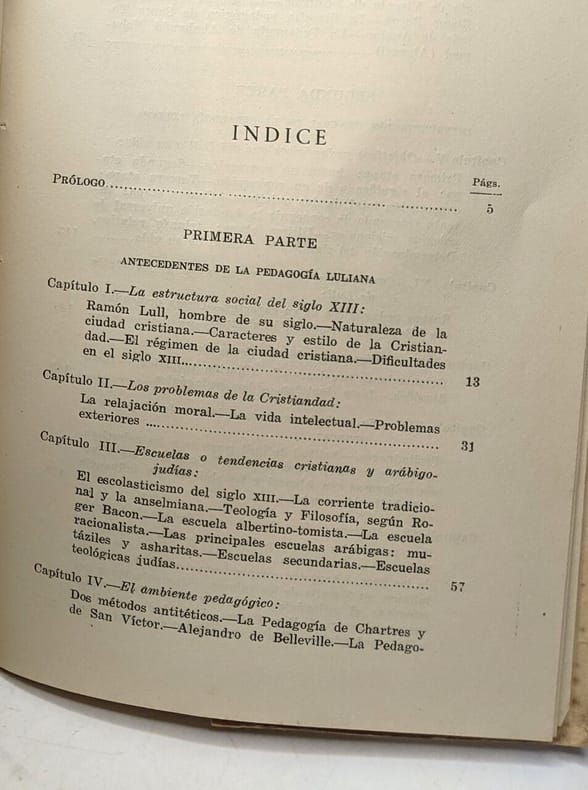 INDICE
Págs.
PRÓLOGO.................................................................. 5
PRIMERA PARTE
ANTECEDENTES DE LA PEDAGOGÍA LULIANA
Capítulo I.—La estructura social del siglo XIII:
Ramón Lull, hombre de su siglo.—Naturaleza de la
ciudad cristiana.—Caracteres y estilo de la Cristian-
dad.—El régimen de la ciudad cristiana.—Dificultades
en el siglo XIII.................................................. 13
Capítulo II.—Los problemas de la Cristiandad:
La relajación moral.—La vida intelectual.—Problemas
exteriores .................................................. 31
Capítulo III.—Escuelas o tendencias cristianas y arábigo-
judías:
El escolasticismo del siglo XIII.—La corriente tradicio-
nal y la anselmiana.—Teología y Filosofía, según Ro-
ger Bacon.—La escuela albertino-tomista.—La escuela
racionalista.—Las principales escuelas arábigas: mu-
táziles y asharitas.—Escuelas secundarias.—Escuelas
teológicas judías.................................................. 57
Capítulo IV.—El ambiente pedagógico:
Dos métodos antitéticos.—La Pedagogía de Chartres y
de San Víctor.—Alejandro de Belleville.—La Pedago-